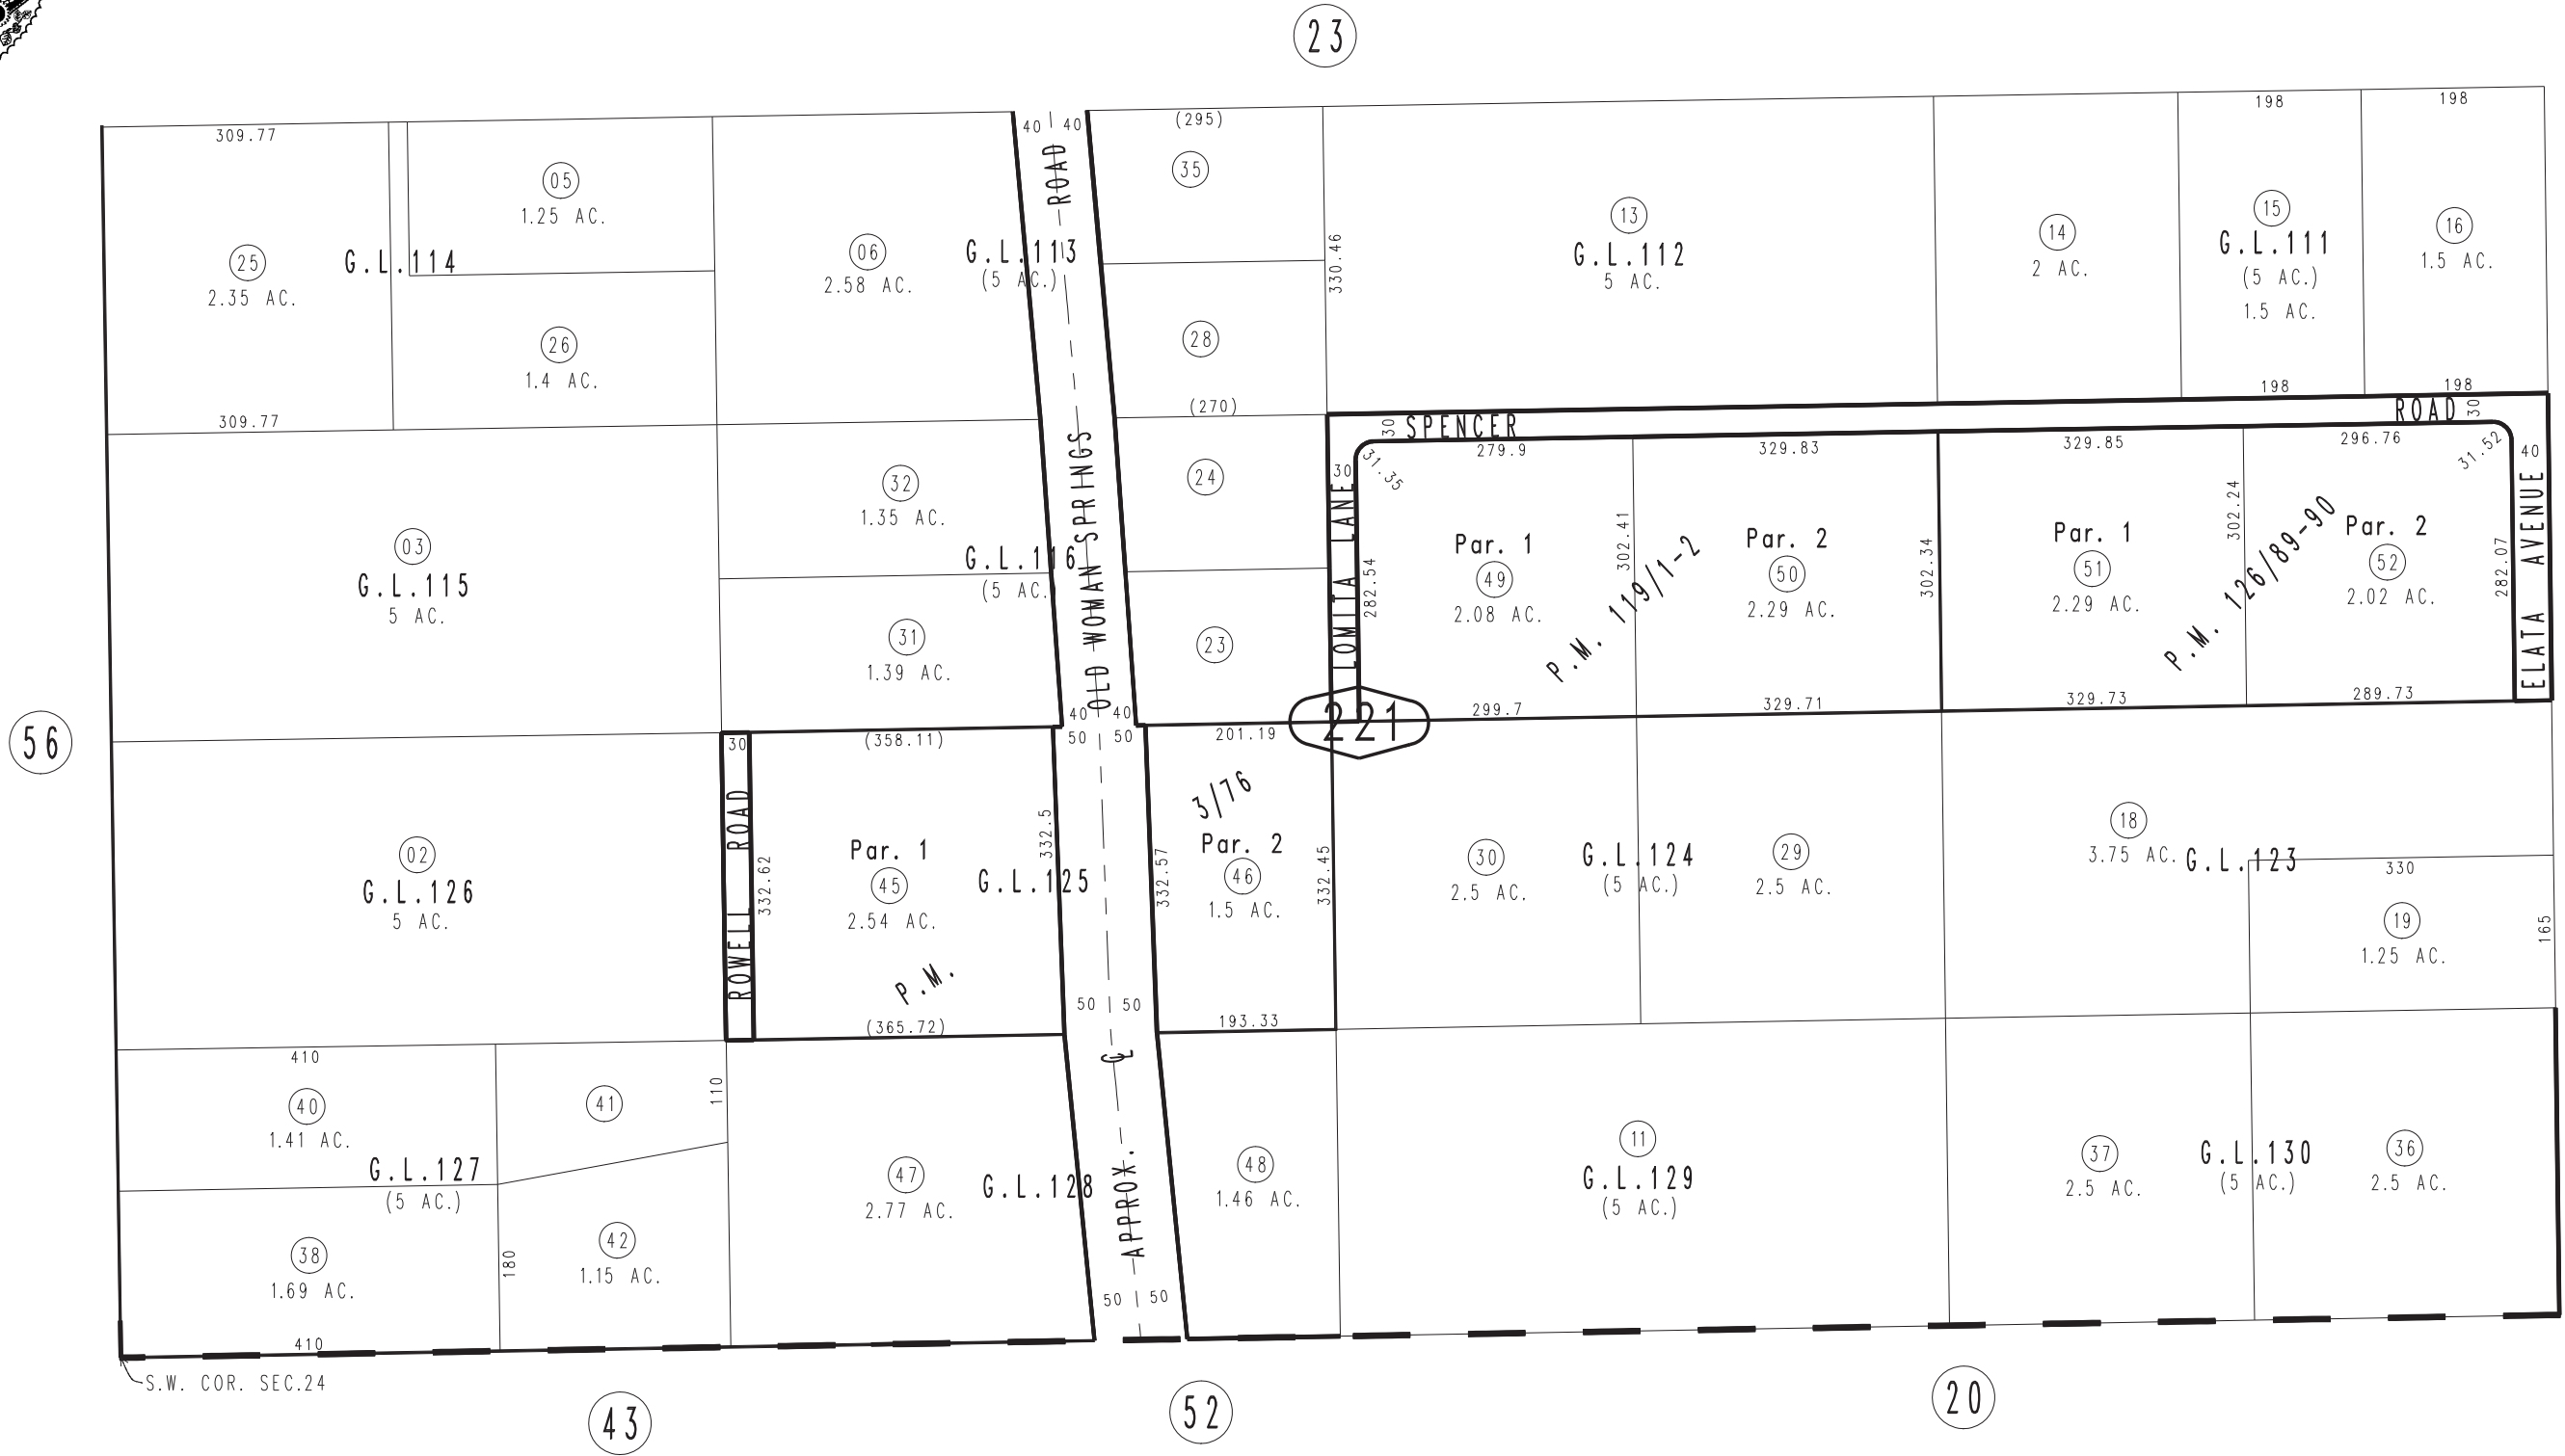 23
309.77
40 40
(295)
198
198
ROAD
05
1.25 AC.
35
13
G.L.112
5 AC.
14
2 AC.
15
G.L.111
(5 AC.)
1.5 AC.
16
1.5 AC.
25
2.35 AC.
G.L.114
06
2.58 AC.
G.L.113
(5 AC.)
330.46
26
1.4 AC.
28
309.77
(270)
198
198
30
SPENCER
ROAD
30
279.9
329.83
329.85
296.76
31.35
31.52
30
40
OLD WOMAN SPRINGS
32
1.35 AC.
24
LOMITA LANE
282.54
Par. 1
49
2.08 AC.
302.41
P.M. 119/1-2
Par. 2
50
2.29 AC.
302.34
Par. 1
51
2.29 AC.
302.24
P.M. 126/89-90
Par. 2
52
2.02 AC.
282.07
ELATA AVENUE
03
G.L.115
5 AC.
G.L.116
(5 AC.)
31
1.39 AC.
23
299.7
329.71
329.73
289.73
56
40 40
221
30
(358.11)
50 50
201.19
3/76
02
G.L.126
5 AC.
ROWELL ROAD
332.62
Par. 1
45
2.54 AC.
P.M.
332.5
G.L.125
332.57
Par. 2
46
1.5 AC.
332.45
30
2.5 AC.
G.L.124
(5 AC.)
29
2.5 AC.
18
3.75 AC.
G.L.123
330
19
1.25 AC.
165
50 50
(365.72)
193.33
410
40
1.41 AC.
41
110
G.L.127
(5 AC.)
47
2.77 AC.
G.L.128
APPROX. ℄
48
1.46 AC.
11
G.L.129
(5 AC.)
37
2.5 AC.
G.L.130
(5 AC.)
36
2.5 AC.
38
1.69 AC.
180
42
1.15 AC.
50 50
410
S.W. COR. SEC.24
43
52
20